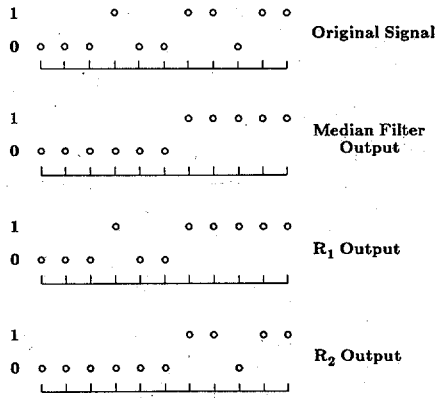 1
0
Original Signal
1
0
Median Filter
Output
1
0
R₁ Output
1
0
R₂ Output